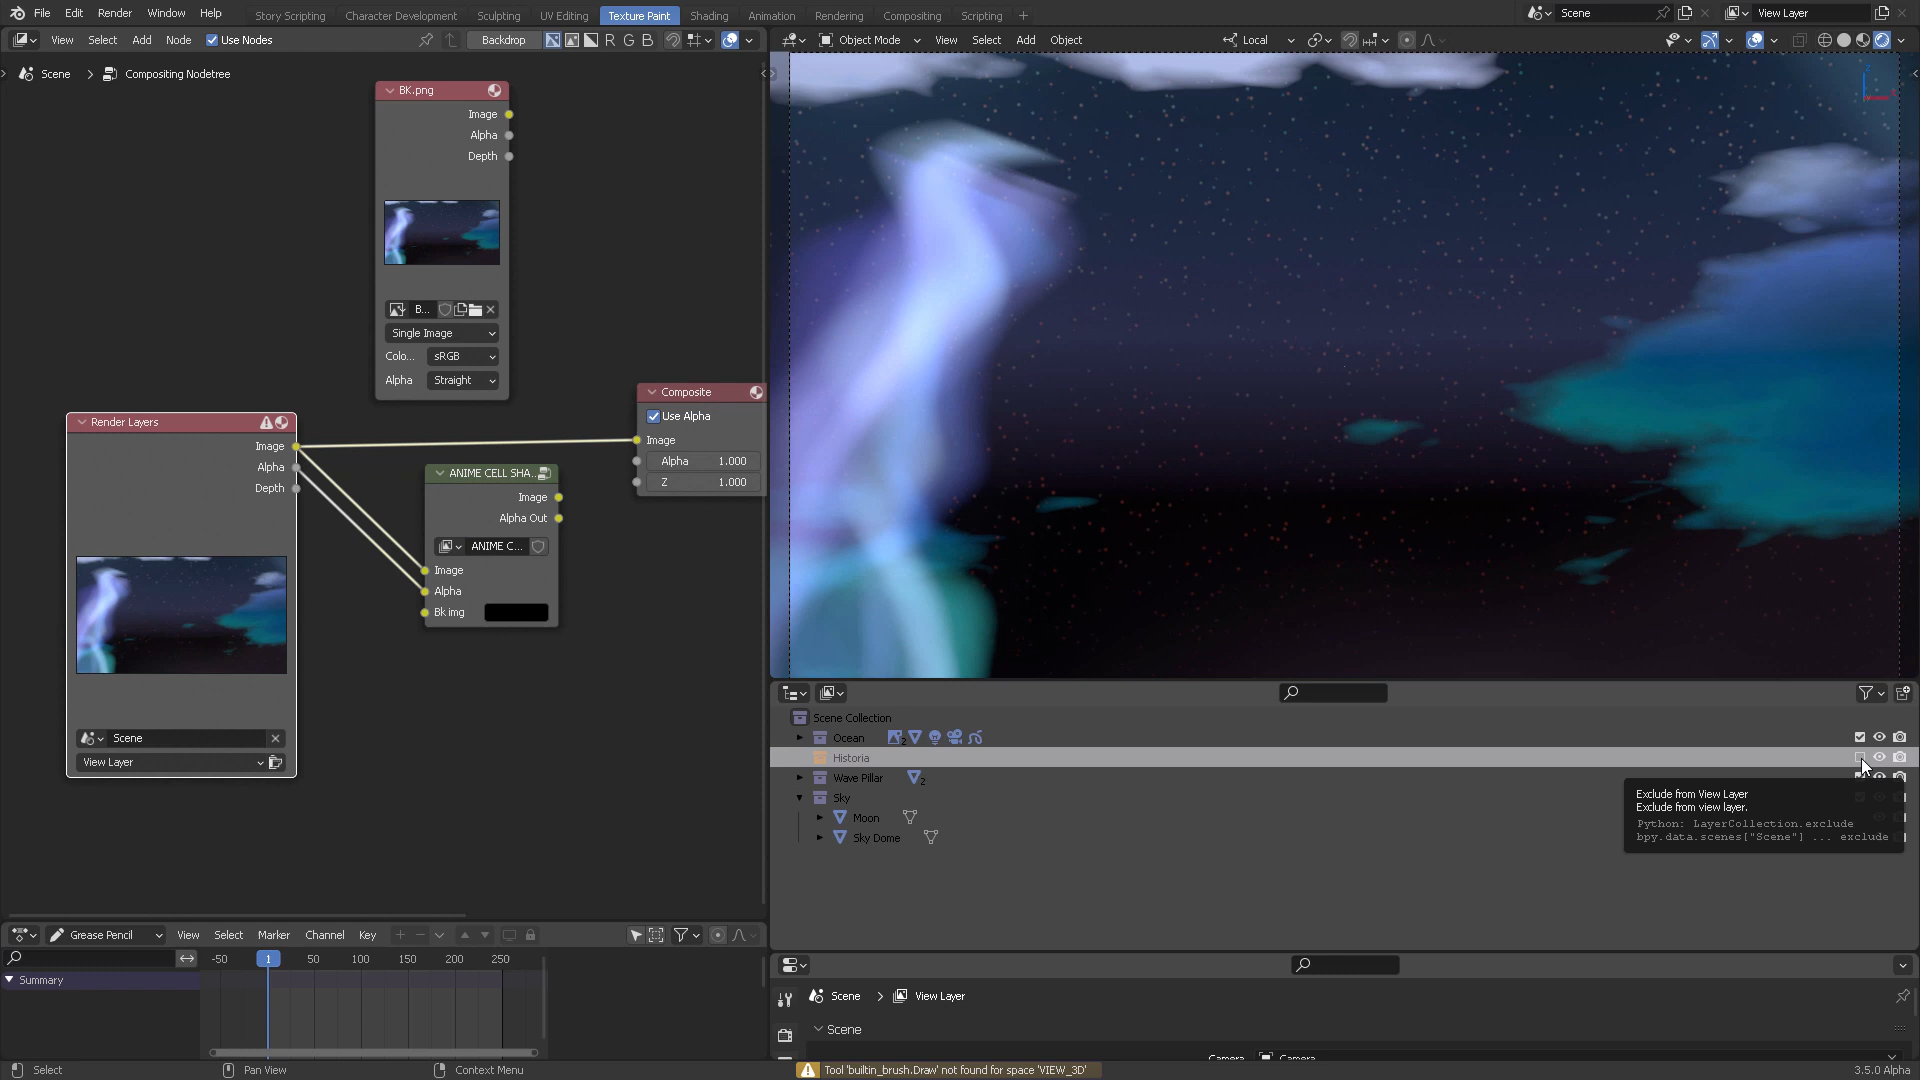 File Edit Render Window Help Story Scripting Character Development Sculpting UV Editing Texture Paint Shading Animation Rendering Compositing Scripting + Scene View Layer
View Select Add Node Use Nodes Backdrop R G B Object Mode View Select Add Object Local
Scene > Compositing Nodetree
BK.png
Image
Alpha
Depth
B...
Single Image
Colo... sRGB
Alpha Straight
Composite
Use Alpha
Image
Alpha 1.000
Z 1.000
Render Layers
Image
Alpha
Depth
Scene
View Layer
ANIME CELL SHA..
Image
Alpha Out
ANIME C...
Image
Alpha
Bk img
Scene Collection
Ocean 2
Historia
Wave Pillar 2
Sky
Moon
Sky Dome
Exclude from View Layer
Exclude from view layer.
Python: LayerCollection.exclude
bpy.data.scenes["Scene"] ... exclude
Grease Pencil View Select Marker Channel Key
-50 1 50 100 150 200 250
Summary
Scene > View Layer
Scene
Camera Camera
Select Pan View Context Menu Tool 'builtin_brush.Draw' not found for space 'VIEW_3D' 3.5.0 Alpha